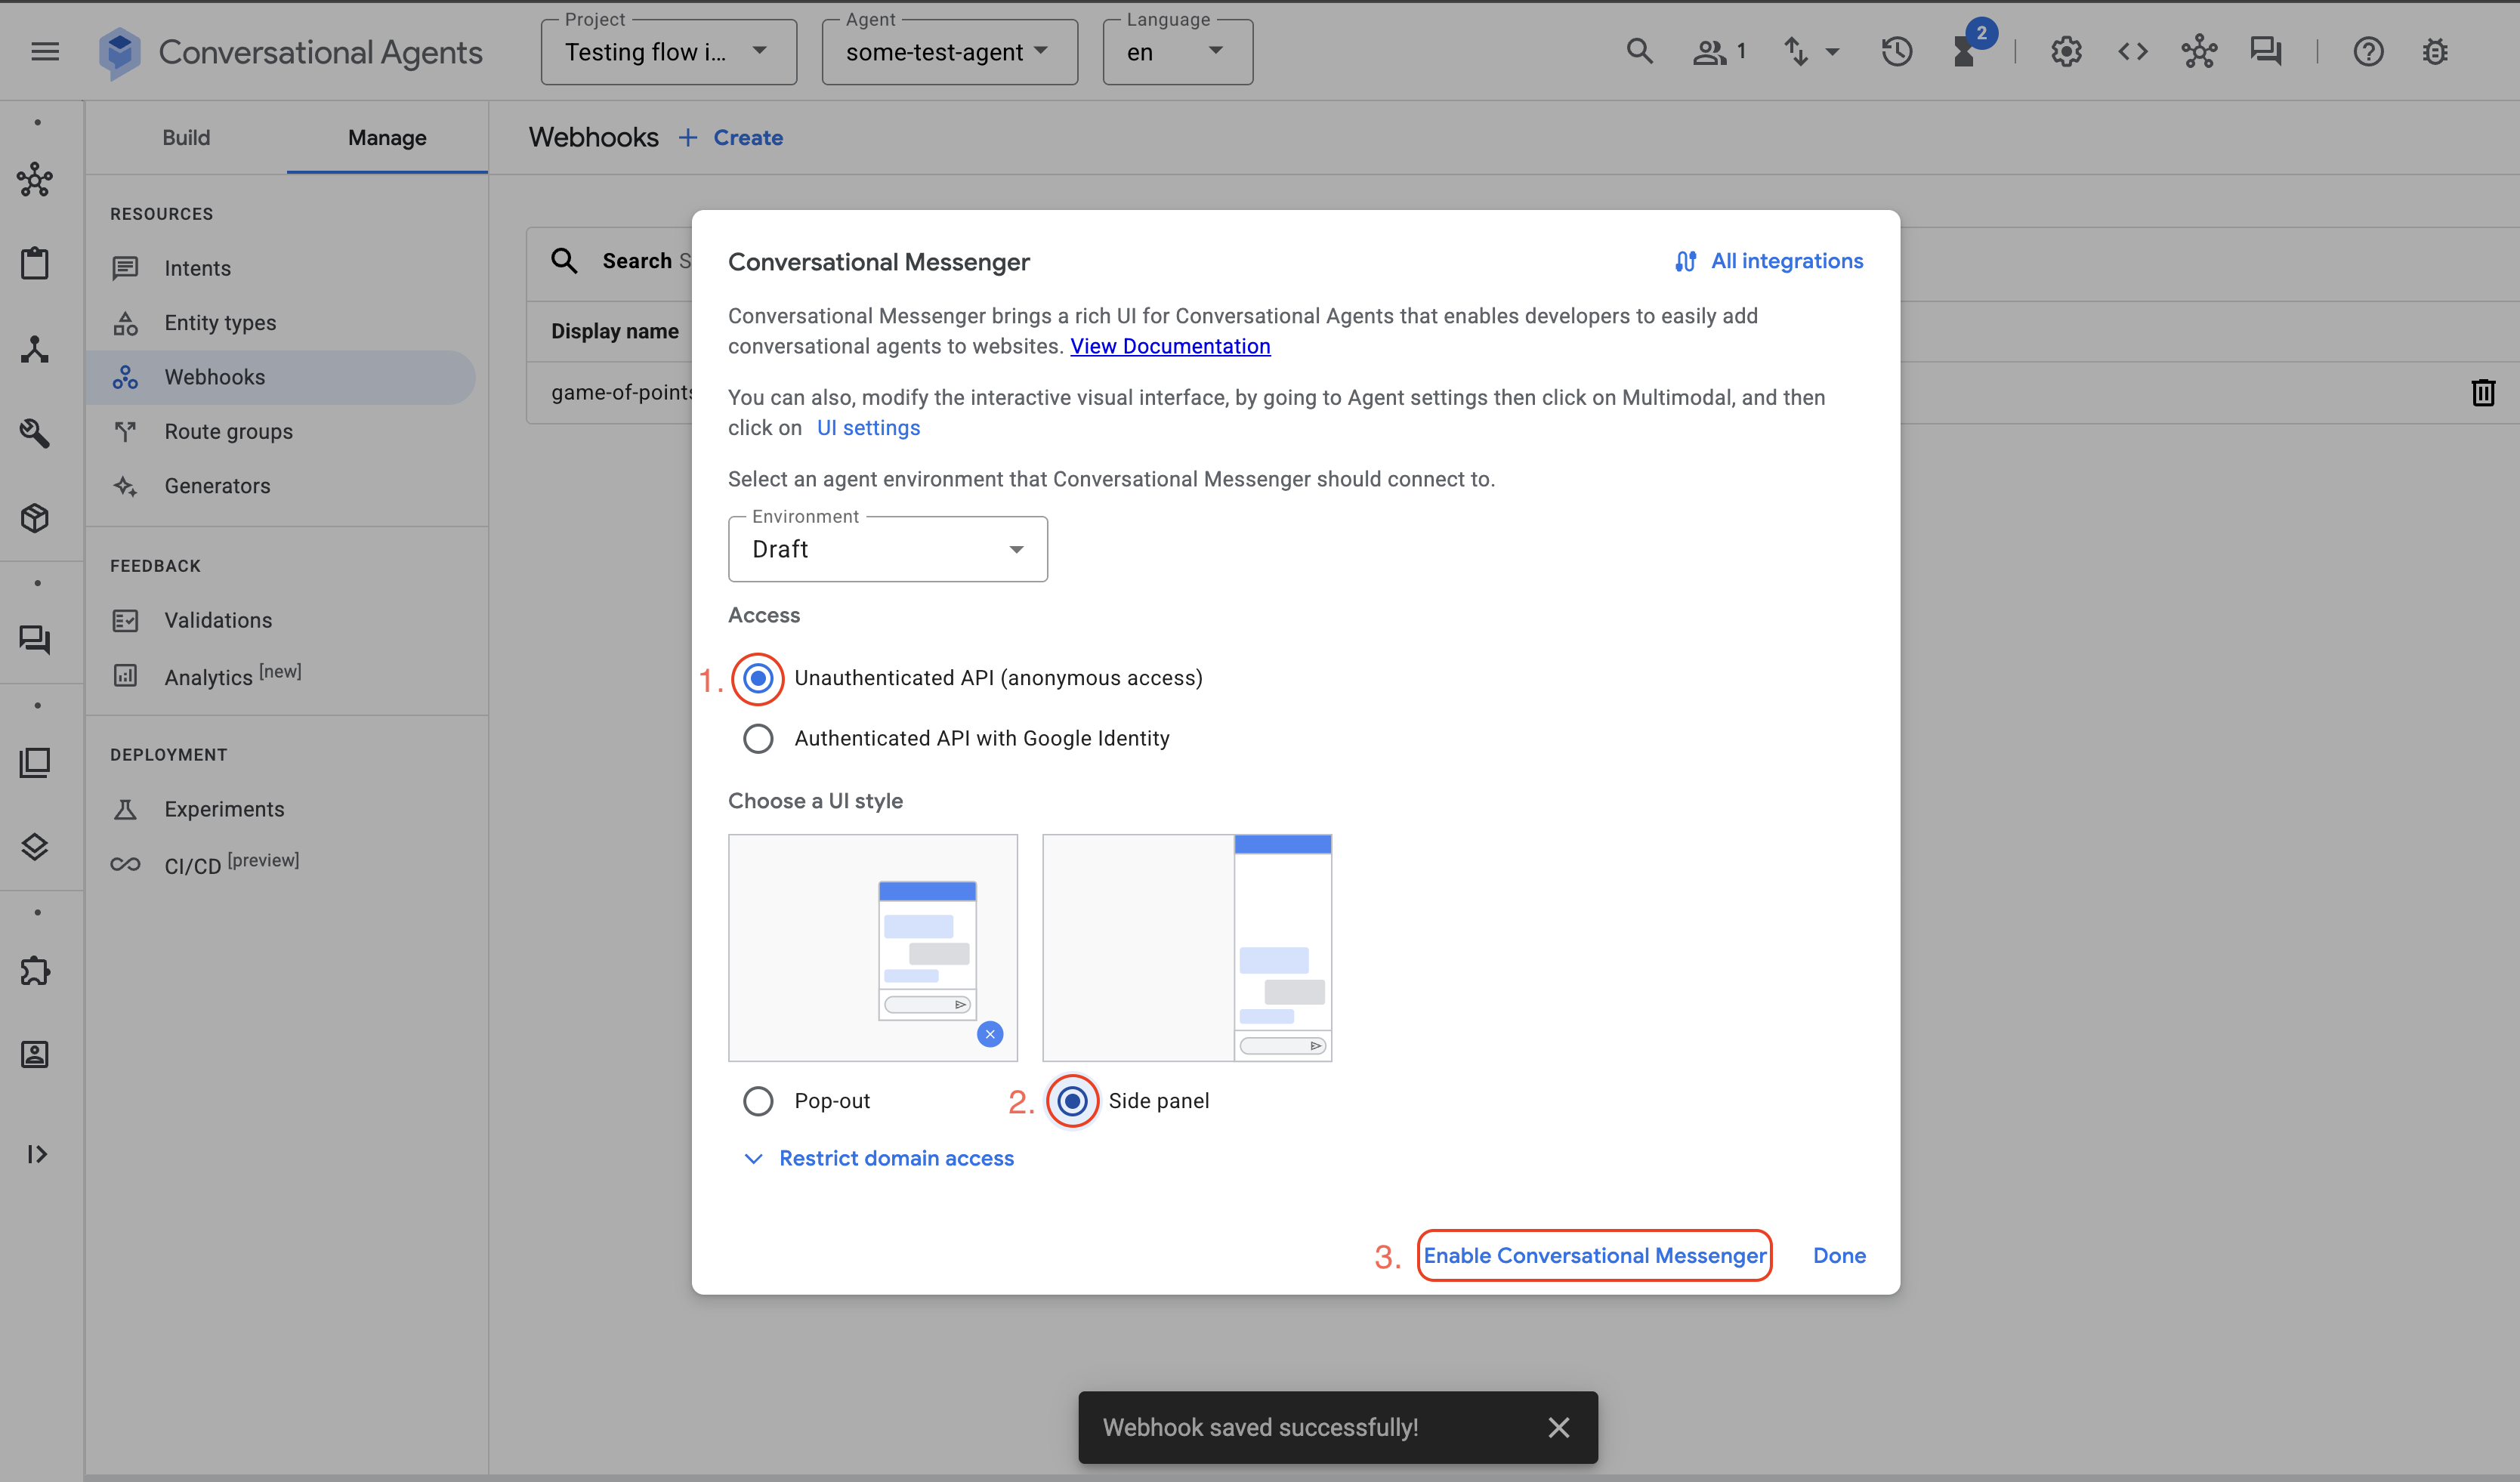 Project
Agent
Language
Conversational Agents
Testing flow i...
some-test-agent
en
1
2
Build
Manage
Webhooks
Create
RESOURCES
Intents
Entity types
Webhooks
Route groups
Generators
FEEDBACK
Validations
Analytics [new]
DEPLOYMENT
Experiments
CI/CD [preview]
Search S
Display name
game-of-points
Conversational Messenger
All integrations
Conversational Messenger brings a rich UI for Conversational Agents that enables developers to easily add
conversational agents to websites. View Documentation
You can also, modify the interactive visual interface, by going to Agent settings then click on Multimodal, and then
click on UI settings
Select an agent environment that Conversational Messenger should connect to.
Environment
Draft
Access
1. Unauthenticated API (anonymous access)
Authenticated API with Google Identity
Choose a UI style
Pop-out
2. Side panel
Restrict domain access
3. Enable Conversational Messenger
Done
Webhook saved successfully!